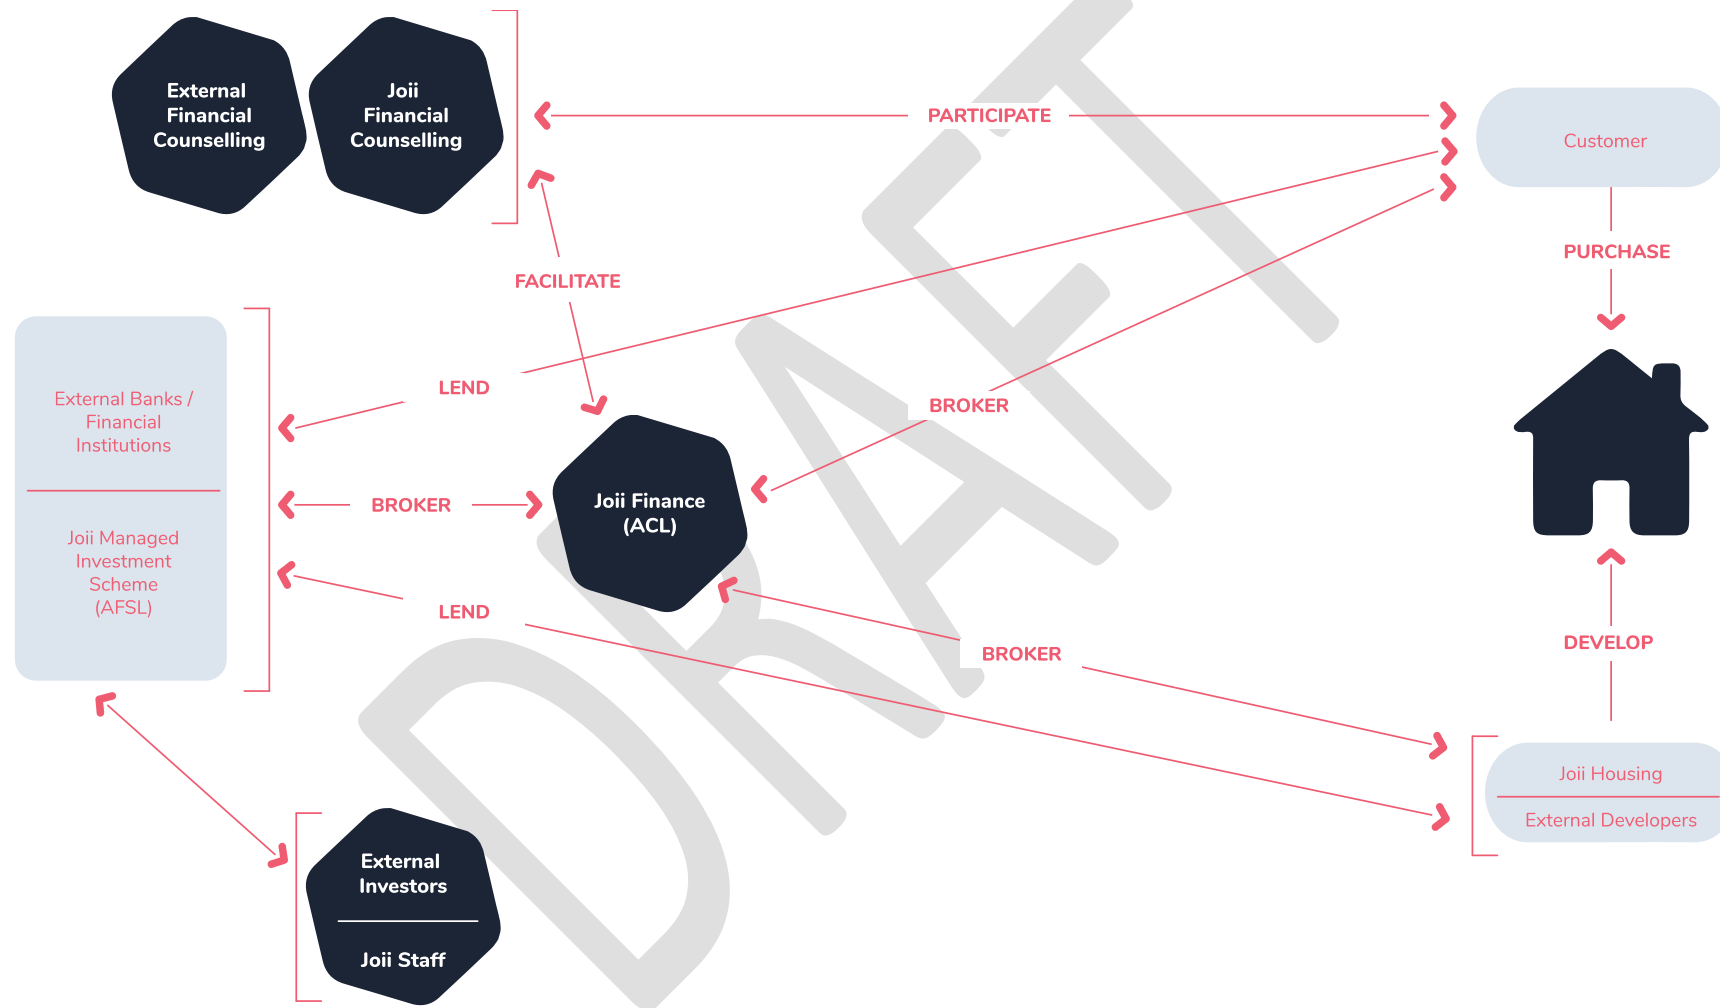 External
Financial
Counselling
Joii
Financial
Counselling
PARTICIPATE
Customer
FACILITATE
PURCHASE
LEND
BROKER
External Banks /
Financial
Institutions
BROKER
Joii Finance
(ACL)
Joii Managed
Investment
Scheme
(AFSL)
LEND
BROKER
DEVELOP
Joii Housing
External Developers
External
Investors
Joii Staff
DRAFT